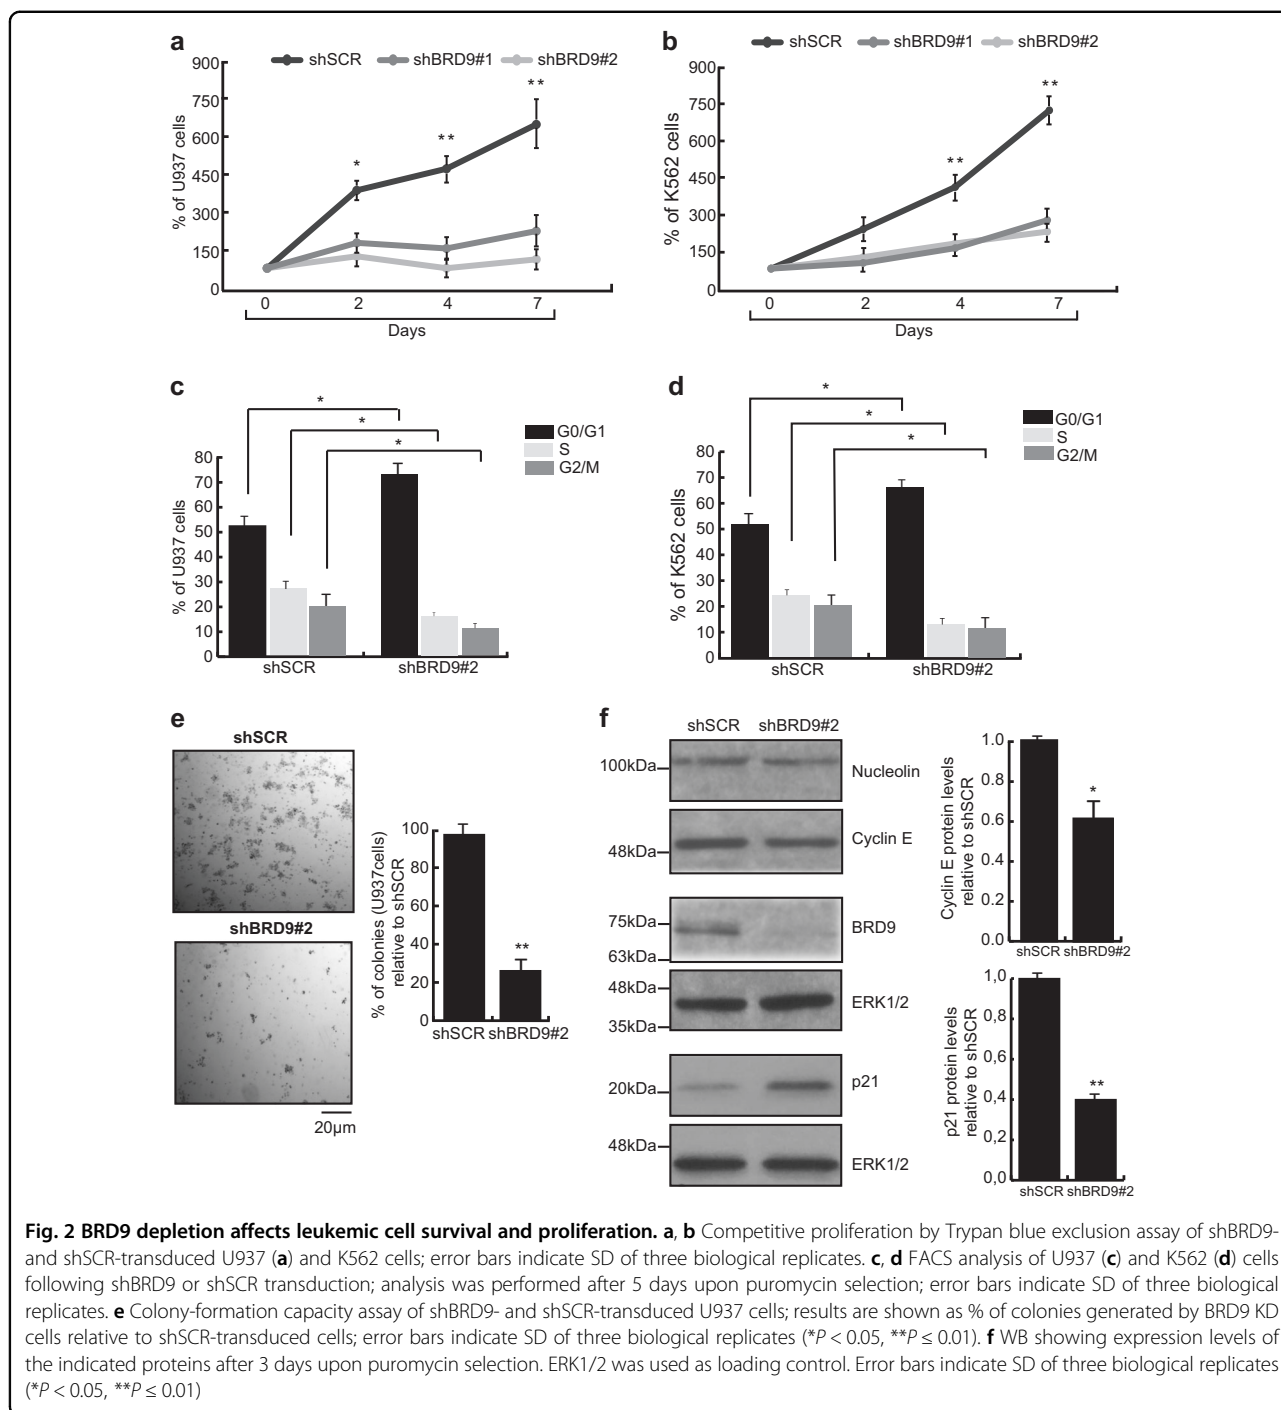 a
shSCR shBRD9#1 shBRD9#2
% of U937 cells
900
750
600
450
300
150
0
*
**
**
0 2 4 7
Days
b
shSCR shBRD9#1 shBRD9#2
% of K562 cells
900
750
600
450
300
150
0
**
**
0 2 4 7
Days
c
*
*
*
G0/G1
S
G2/M
% of U937 cells
80
70
60
50
40
30
20
10
0
shSCR shBRD9#2
d
*
*
*
G0/G1
S
G2/M
% of K562 cells
80
70
60
50
40
30
20
10
0
shSCR shBRD9#2
e
shSCR
shBRD9#2
20µm
% of colonies (U937cells)
relative to shSCR
100
80
60
40
20
0
**
shSCR shBRD9#2
f
shSCR shBRD9#2
100kDa
Nucleolin
48kDa
Cyclin E
75kDa
63kDa
BRD9
48kDa
35kDa
ERK1/2
20kDa
p21
48kDa
ERK1/2
Cyclin E protein levels
relative to shSCR
1.0
0.8
0.6
0.4
0.2
0.0
*
shSCR shBRD9#2
p21 protein levels
relative to shSCR
1,0
0,8
0,6
0,4
0,2
0,0
**
shSCR shBRD9#2
Fig. 2 BRD9 depletion affects leukemic cell survival and proliferation. a, b Competitive proliferation by Trypan blue exclusion assay of shBRD9-
and shSCR-transduced U937 (a) and K562 cells; error bars indicate SD of three biological replicates. c, d FACS analysis of U937 (c) and K562 (d) cells
following shBRD9 or shSCR transduction; analysis was performed after 5 days upon puromycin selection; error bars indicate SD of three biological
replicates. e Colony-formation capacity assay of shBRD9- and shSCR-transduced U937 cells; results are shown as % of colonies generated by BRD9 KD
cells relative to shSCR-transduced cells; error bars indicate SD of three biological replicates (*P < 0.05, **P ≤ 0.01). f WB showing expression levels of
the indicated proteins after 3 days upon puromycin selection. ERK1/2 was used as loading control. Error bars indicate SD of three biological replicates
(*P < 0.05, **P ≤ 0.01)